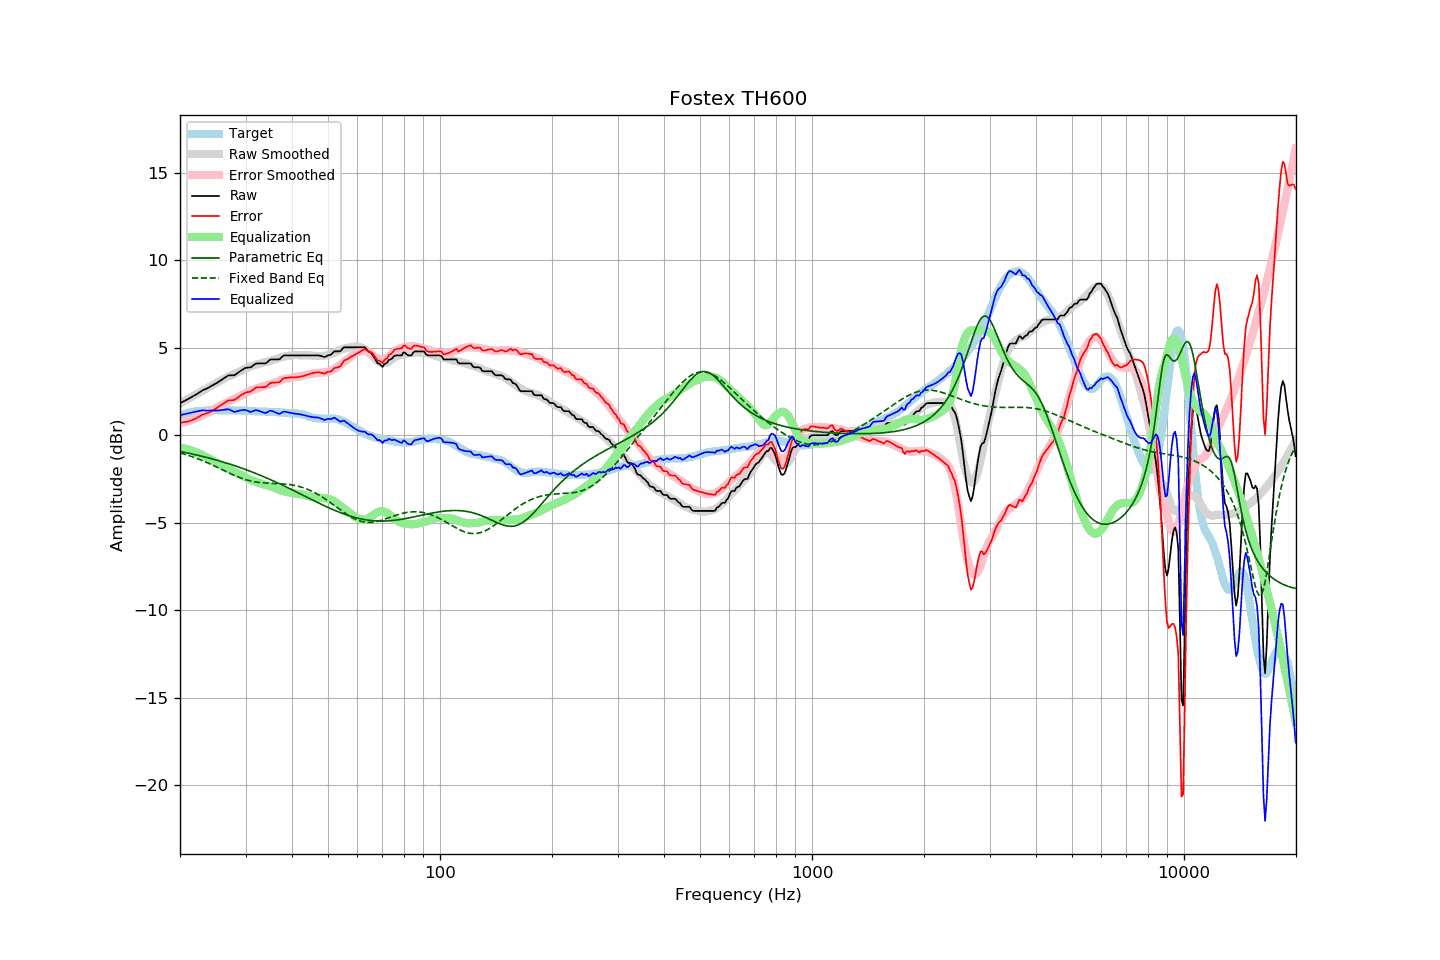 Fostex TH600
Target
Raw Smoothed
Error Smoothed
Raw
Error
Equalization
Parametric Eq
Fixed Band Eq
Equalized
15
10
5
0
−5
−10
−15
−20
Amplitude (dBr)
100
1000
10000
Frequency (Hz)